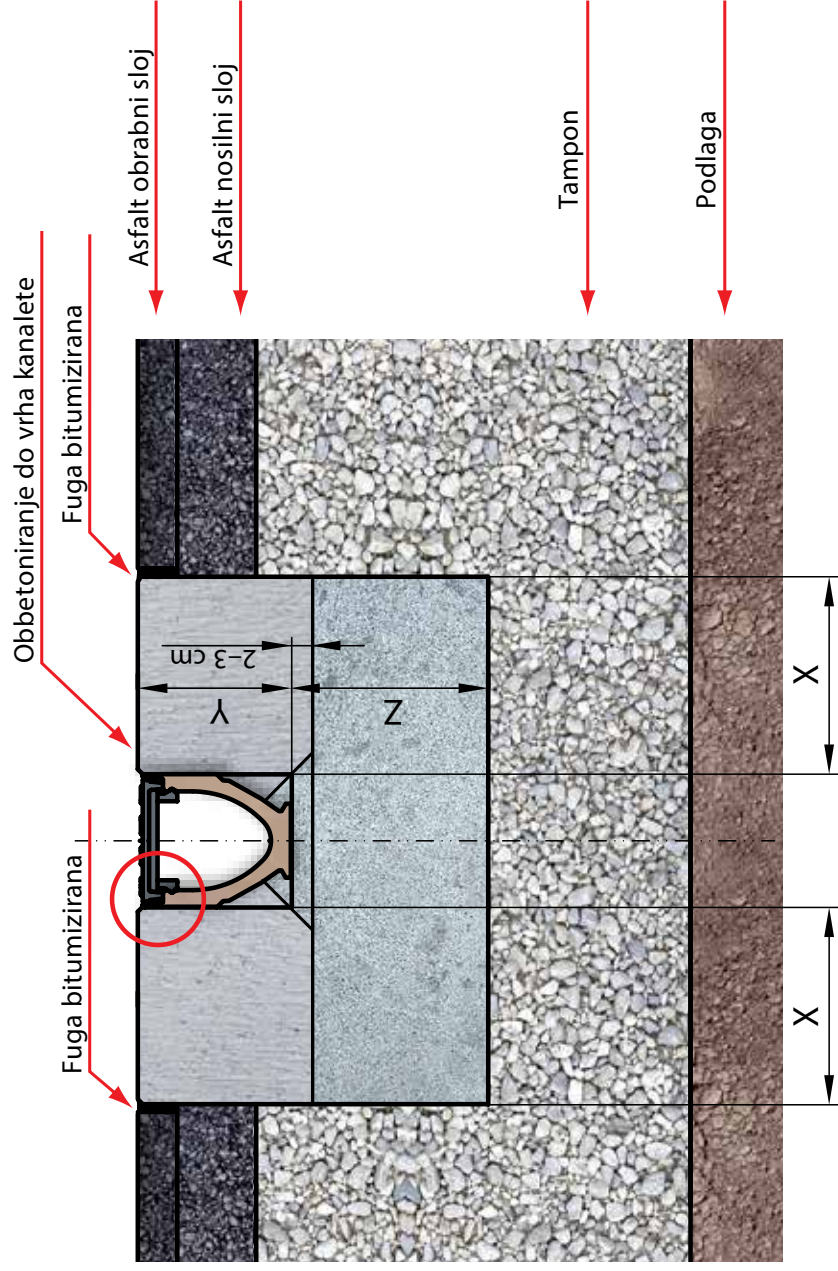 Obbetoniranje do vrha kanalete
Fuga bitumizirana
Fuga bitumizirana
Asfalt obrabni sloj
Asfalt nosilni sloj
Tampon
Podlaga
Y
2–3 cm
Z
X
X